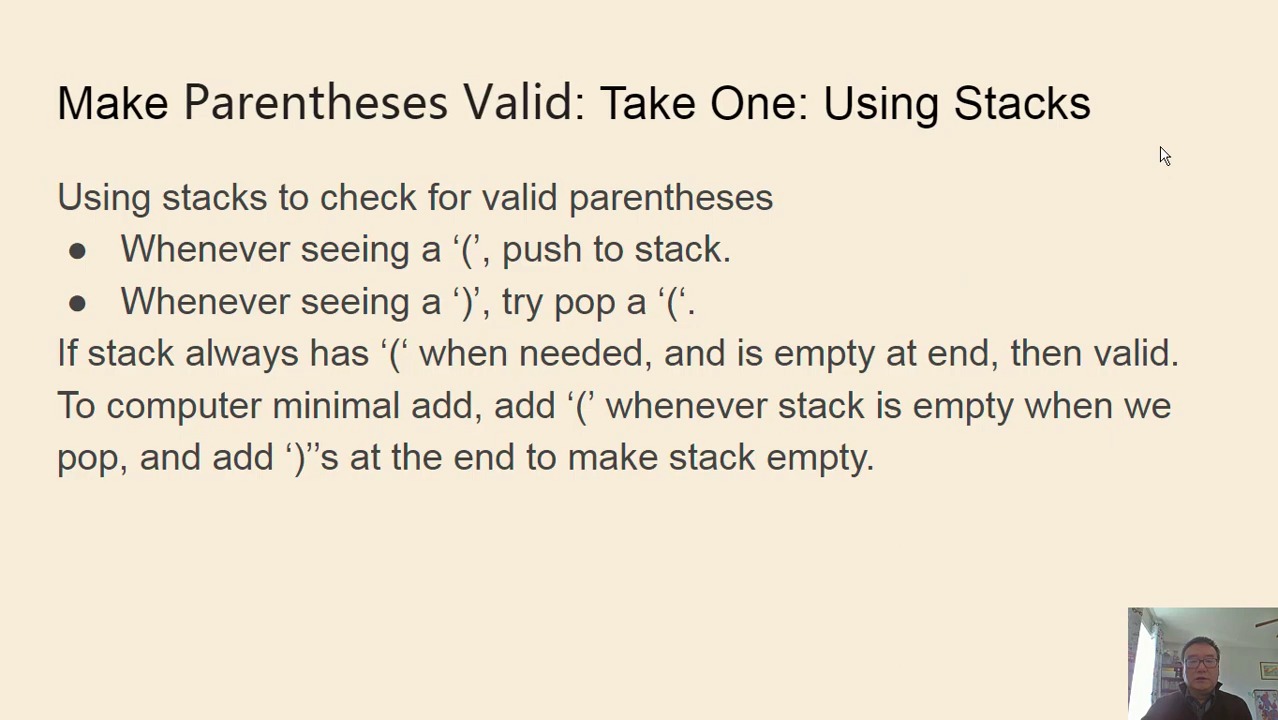 Make Parentheses Valid: Take One: Using Stacks
Using stacks to check for valid parentheses
● Whenever seeing a ‘(’, push to stack.
● Whenever seeing a ‘)’, try pop a ‘(‘.
If stack always has ‘(‘ when needed, and is empty at end, then valid.
To computer minimal add, add ‘(’ whenever stack is empty when we
pop, and add ‘)’’s at the end to make stack empty.